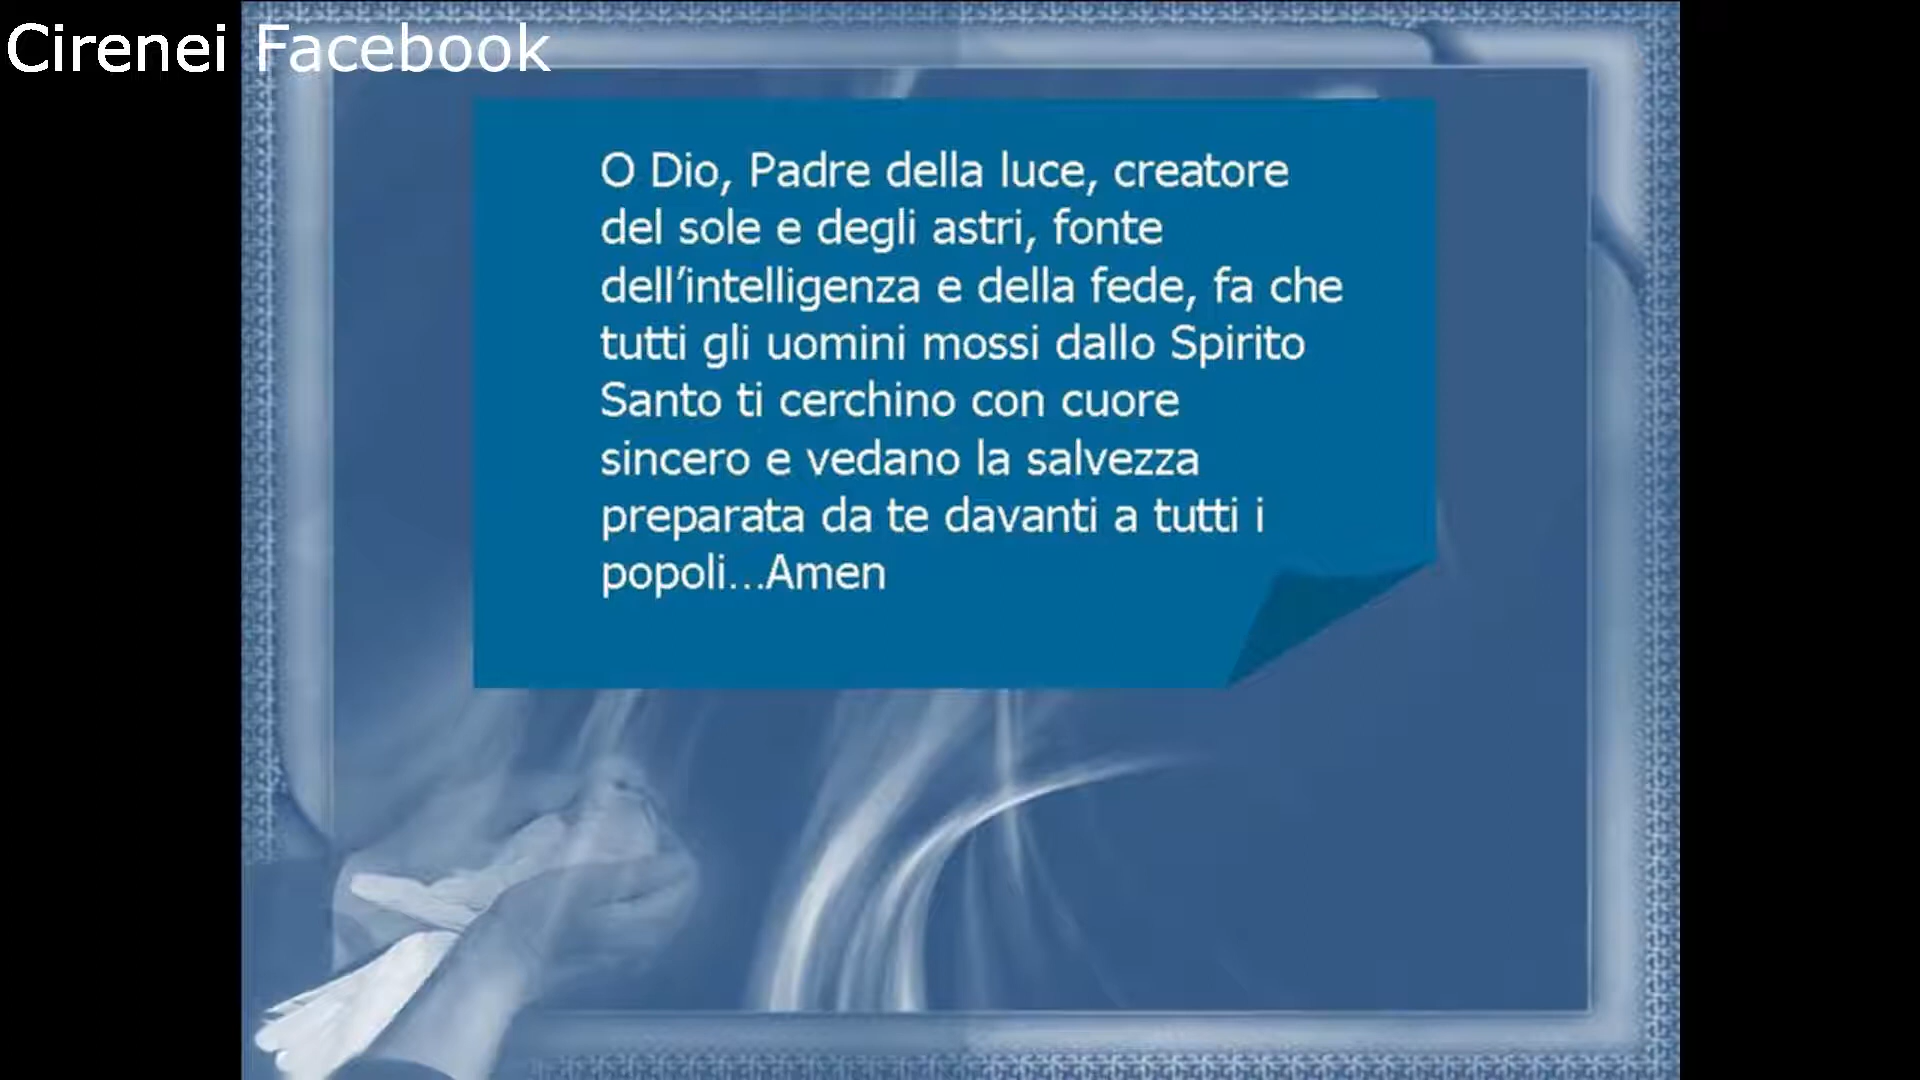 Cirenei Facebook
O Dio, Padre della luce, creatore
del sole e degli astri, fonte
dell’intelligenza e della fede, fa che
tutti gli uomini mossi dallo Spirito
Santo ti cerchino con cuore
sincero e vedano la salvezza
preparata da te davanti a tutti i
popoli...Amen